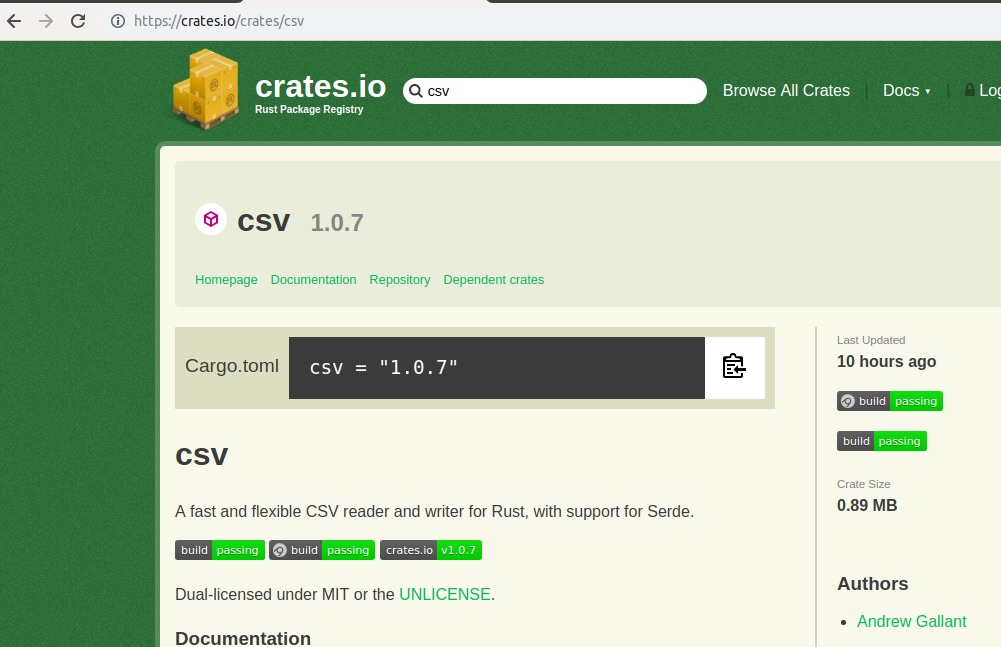 https://crates.io/crates/csv
crates.io
Rust Package Registry
csv
Browse All Crates
Docs ▾
Log
csv 1.0.7
Homepage Documentation Repository Dependent crates
Cargo.toml
csv = "1.0.7"
csv
A fast and flexible CSV reader and writer for Rust, with support for Serde.
build passing build passing crates.io v1.0.7
Dual-licensed under MIT or the UNLICENSE.
Documentation
Last Updated
10 hours ago
build passing
build passing
Crate Size
0.89 MB
Authors
• Andrew Gallant